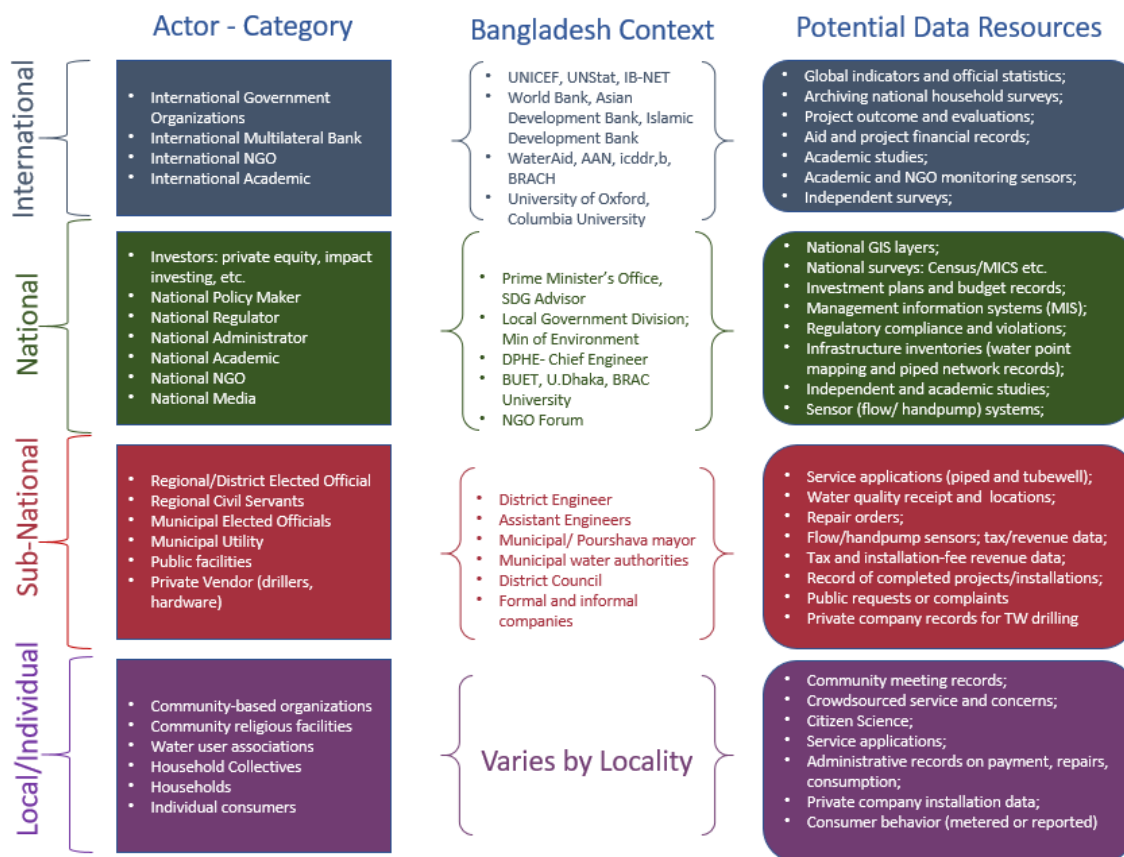 Actor - Category
Bangladesh Context
Potential Data Resources
International
• International Government
Organizations
• International Multilateral Bank
• International NGO
• International Academic
• UNICEF, UNStat, IB-NET
• World Bank, Asian
Development Bank, Islamic
Development Bank
• WaterAid, AAN, icddr,b,
BRACH
• University of Oxford,
Columbia University
• Global indicators and official statistics;
• Archiving national household surveys;
• Project outcome and evaluations;
• Aid and project financial records;
• Academic studies;
• Academic and NGO monitoring sensors;
• Independent surveys;
National
• Investors: private equity, impact
investing, etc.
• National Policy Maker
• National Regulator
• National Administrator
• National Academic
• National NGO
• National Media
• Prime Minister's Office,
SDG Advisor
• Local Government Division;
Min of Environment
• DPHE- Chief Engineer
• BUET, U.Dhaka, BRAC
University
• NGO Forum
• National GIS layers;
• National surveys: Census/MICS etc.
• Investment plans and budget records;
• Management information systems (MIS);
• Regulatory compliance and violations;
• Infrastructure inventories (water point
mapping and piped network records);
• Independent and academic studies;
• Sensor (flow/ handpump) systems;
Sub-National
• Regional/District Elected Official
• Regional Civil Servants
• Municipal Elected Officials
• Municipal Utility
• Public facilities
• Private Vendor (drillers,
hardware)
• District Engineer
• Assistant Engineers
• Municipal/ Pourshava mayor
• Municipal water authorities
• District Council
• Formal and informal
companies
• Service applications (piped and tubewell);
• Water quality receipt and locations;
• Repair orders;
• Flow/handpump sensors; tax/revenue data;
• Tax and installation-fee revenue data;
• Record of completed projects/installations;
• Public requests or complaints
• Private company records for TW drilling
Local/Individual
• Community-based organizations
• Community religious facilities
• Water user associations
• Household Collectives
• Households
• Individual consumers
Varies by Locality
• Community meeting records;
• Crowdsourced service and concerns;
• Citizen Science;
• Service applications;
• Administrative records on payment, repairs,
consumption;
• Private company installation data;
• Consumer behavior (metered or reported)